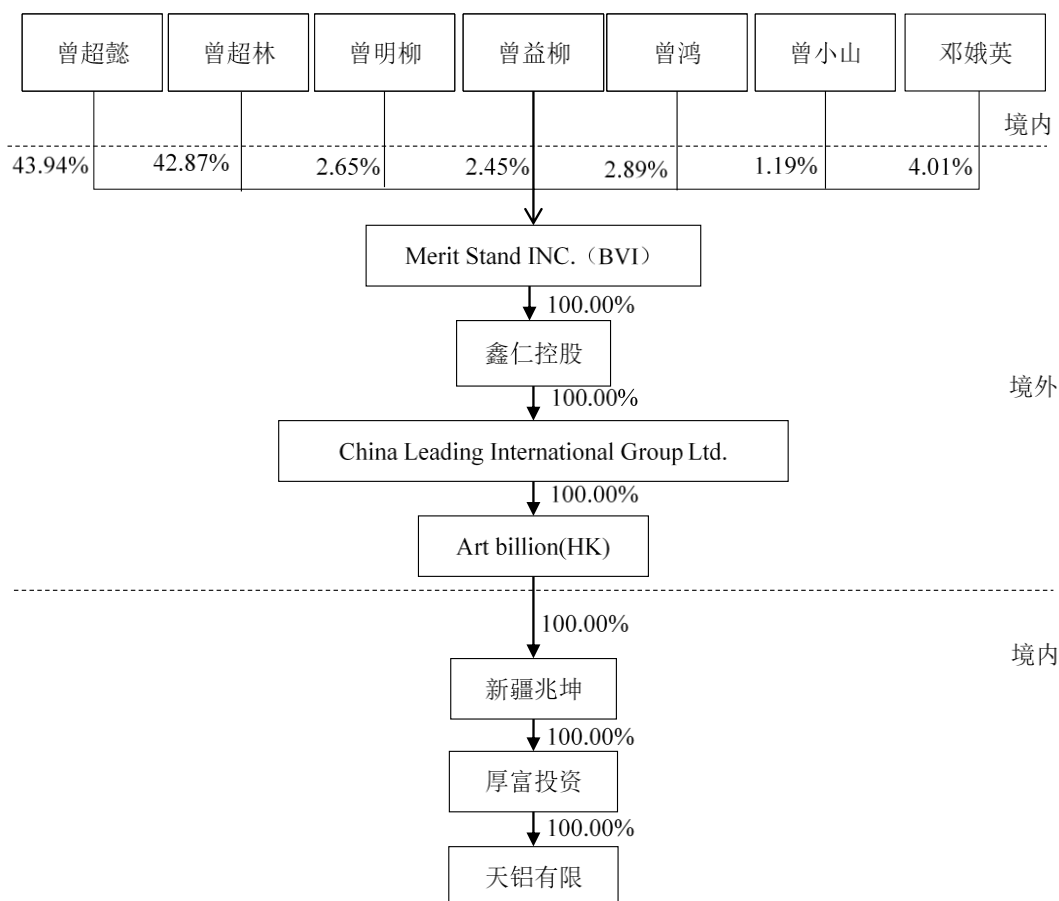 曾超懿 曾超林 曾明柳 曾益柳 曾鸿 曾小山 邓娥英
境内
43.94% 42.87% 2.65% 2.45% 2.89% 1.19% 4.01%
Merit Stand INC.（BVI）
100.00%
鑫仁控股
境外
100.00%
China Leading International Group Ltd.
100.00%
Art billion(HK)
100.00%
境内
新疆兆坤
100.00%
厚富投资
100.00%
天铝有限